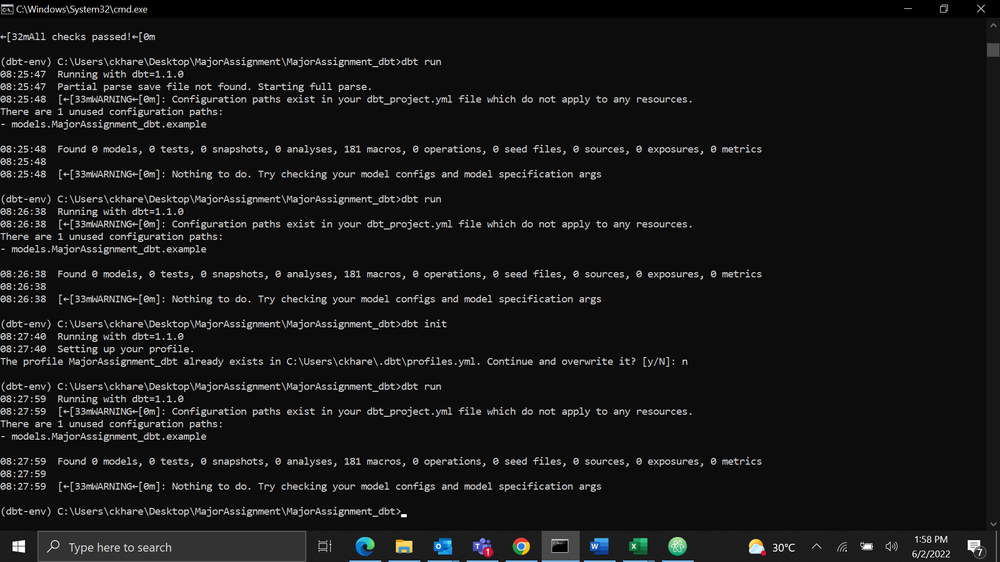 C:\Windows\System32\cmd.exe
←[32mAll checks passed!←[0m
(dbt-env) C:\Users\ckhare\Desktop\MajorAssignment\MajorAssignment_dbt>dbt run
08:25:47  Running with dbt=1.1.0
08:25:47  Partial parse save file not found. Starting full parse.
08:25:48  [←[33mWARNING←[0m]: Configuration paths exist in your dbt_project.yml file which do not apply to any resources.
There are 1 unused configuration paths:
- models.MajorAssignment_dbt.example
08:25:48  Found 0 models, 0 tests, 0 snapshots, 0 analyses, 181 macros, 0 operations, 0 seed files, 0 sources, 0 exposures, 0 metrics
08:25:48
08:25:48  [←[33mWARNING←[0m]: Nothing to do. Try checking your model configs and model specification args
(dbt-env) C:\Users\ckhare\Desktop\MajorAssignment\MajorAssignment_dbt>dbt run
08:26:38  Running with dbt=1.1.0
08:26:38  [←[33mWARNING←[0m]: Configuration paths exist in your dbt_project.yml file which do not apply to any resources.
There are 1 unused configuration paths:
- models.MajorAssignment_dbt.example
08:26:38  Found 0 models, 0 tests, 0 snapshots, 0 analyses, 181 macros, 0 operations, 0 seed files, 0 sources, 0 exposures, 0 metrics
08:26:38
08:26:38  [←[33mWARNING←[0m]: Nothing to do. Try checking your model configs and model specification args
(dbt-env) C:\Users\ckhare\Desktop\MajorAssignment\MajorAssignment_dbt>dbt init
08:27:40  Running with dbt=1.1.0
08:27:40  Setting up your profile.
The profile MajorAssignment_dbt already exists in C:\Users\ckhare\.dbt\profiles.yml. Continue and overwrite it? [y/N]: n
(dbt-env) C:\Users\ckhare\Desktop\MajorAssignment\MajorAssignment_dbt>dbt run
08:27:59  Running with dbt=1.1.0
08:27:59  [←[33mWARNING←[0m]: Configuration paths exist in your dbt_project.yml file which do not apply to any resources.
There are 1 unused configuration paths:
- models.MajorAssignment_dbt.example
08:27:59  Found 0 models, 0 tests, 0 snapshots, 0 analyses, 181 macros, 0 operations, 0 seed files, 0 sources, 0 exposures, 0 metrics
08:27:59
08:27:59  [←[33mWARNING←[0m]: Nothing to do. Try checking your model configs and model specification args
(dbt-env) C:\Users\ckhare\Desktop\MajorAssignment\MajorAssignment_dbt>
Type here to search
30°C
1:58 PM
6/2/2022
7